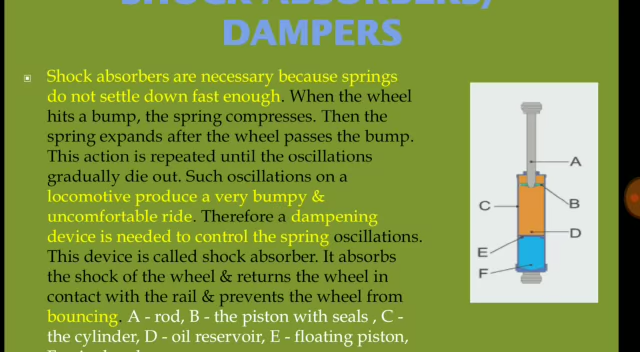 SHOCK ABSORBERS/
DAMPERS
Shock absorbers are necessary because springs
do not settle down fast enough. When the wheel
hits a bump, the spring compresses. Then the
spring expands after the wheel passes the bump.
This action is repeated until the oscillations
gradually die out. Such oscillations on a
locomotive produce a very bumpy &
uncomfortable ride. Therefore a dampening
device is needed to control the spring oscillations.
This device is called shock absorber. It absorbs
the shock of the wheel & returns the wheel in
contact with the rail & prevents the wheel from
bouncing. A - rod, B - the piston with seals , C -
the cylinder, D - oil reservoir, E - floating piston,
A
B
C
D
E
F